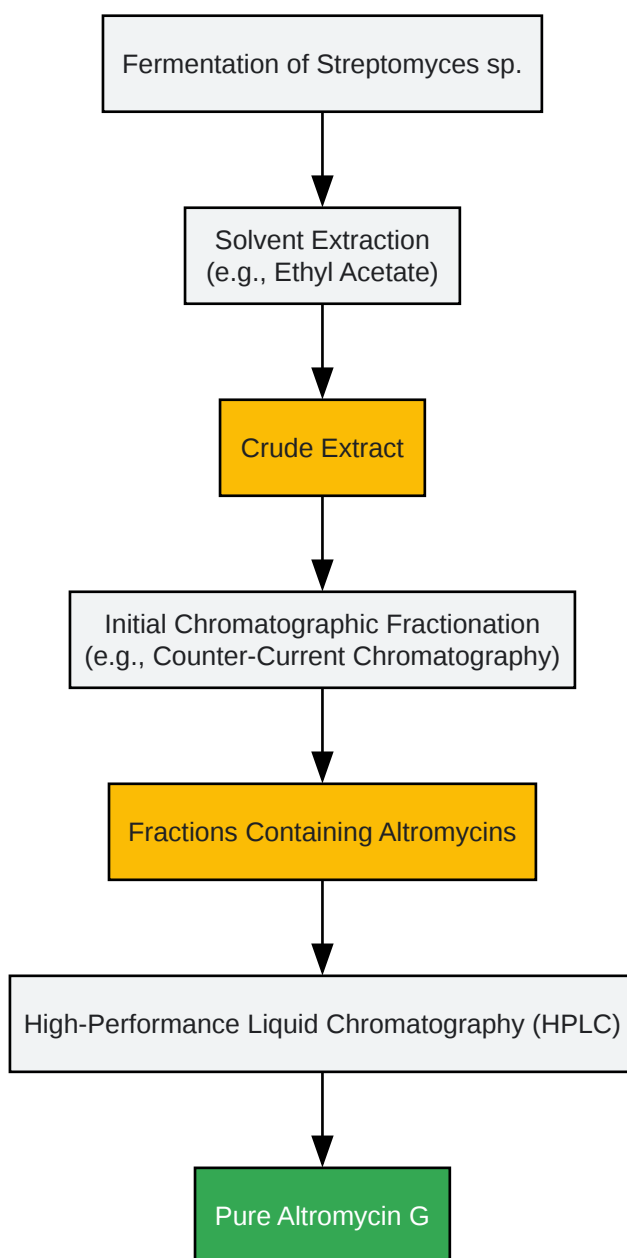 Fermentation of Streptomyces sp.
Solvent Extraction
(e.g., Ethyl Acetate)
Crude Extract
Initial Chromatographic Fractionation
(e.g., Counter-Current Chromatography)
Fractions Containing Altromycins
High-Performance Liquid Chromatography (HPLC)
Pure Altromycin G